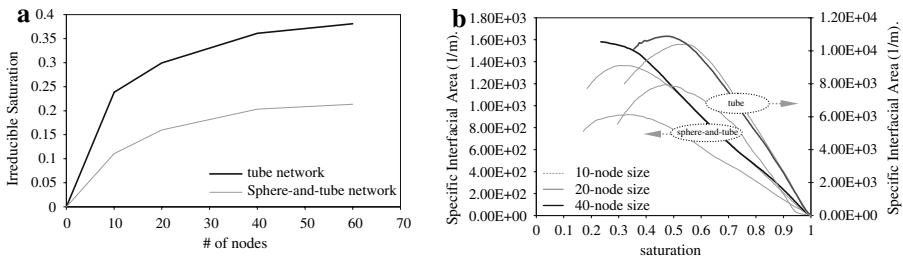 a
Irreducible Saturation
0.4
0.35
0.3
0.25
0.2
0.15
0.1
0.05
0
tube network
Sphere-and-tube network
0 10 20 30 40 50 60 70
# of nodes
b
Specific Interfacial Area (1/m).
1.80E+03
1.60E+03
1.40E+03
1.20E+03
1.00E+03
8.00E+02
6.00E+02
4.00E+02
2.00E+02
0.00E+00
tube
sphere-and-tube
10-node size
20-node size
40-node size
0 0.1 0.2 0.3 0.4 0.5 0.6 0.7 0.8 0.9 1
saturation
1.20E+04
1.00E+04
8.00E+03
6.00E+03
4.00E+03
2.00E+03
0.00E+00
Specific Interfacial Area (1/m).